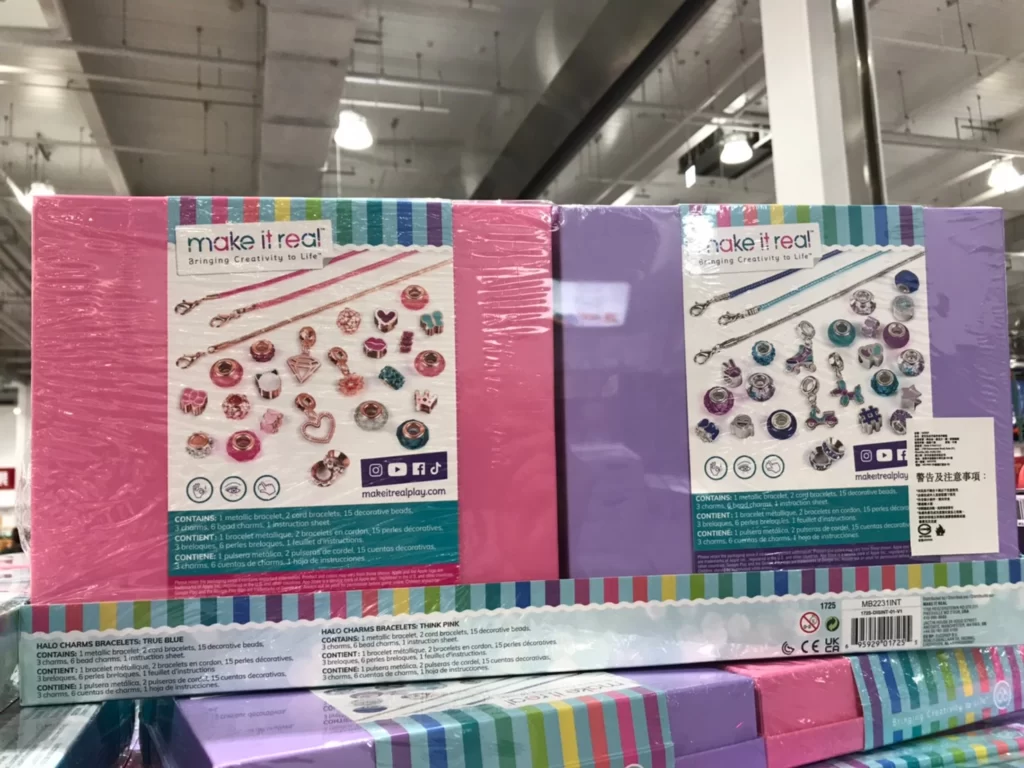 make it real™
Bringing Creativity to Life™
makeitrealplay.com
CONTAINS: 1 metallic bracelet, 2 cord bracelets, 15 decorative beads,
3 charms, 6 bead charms, 1 instruction sheet.
CONTIENT: 1 bracelet métallique, 2 bracelets en cordon, 15 perles décoratives,
3 breloques, 6 perles breloques, 1 feuillet d'instructions.
CONTIENE: 1 pulsera metálica, 2 pulseras de cordel, 15 cuentas decorativas,
3 charms, 6 cuentas de charms, 1 hoja de instrucciones.
make it real™
Bringing Creativity to Life™
makeitrealpla
警告及注意事項:
CONTAINS: 1 metallic bracelet, 2 cord bracelets, 15 decorative beads,
3 charms, 6 bead charms, 1 instruction sheet.
CONTIENT: 1 bracelet métallique, 2 bracelets en cordon, 15 perles décoratives,
3 breloques, 6 perles breloques, 1 feuillet d'instructions.
CONTIENE: 1 pulsera metálica, 2 pulseras de cordel, 15 cuentas decorativas,
3 charms, 6 cuentas de charms, 1 hoja de instrucciones.
HALO CHARMS BRACELETS: TRUE BLUE
CONTAINS: 1 metallic bracelet, 2 cord bracelets, 15 decorative beads,
3 charms, 6 bead charms, 1 instruction sheet.
CONTIENT: 1 bracelet métallique, 2 bracelets en cordon, 15 perles décoratives,
3 breloques, 6 perles breloques, 1 feuillet d'instructions.
CONTIENE: 1 pulsera metálica, 2 pulseras de cordel, 15 cuentas decorativas,
3 charms, 6 cuentas de charms, 1 hoja de instrucciones.
HALO CHARMS BRACELETS: THINK PINK
CONTAINS: 1 metallic bracelet, 2 cord bracelets, 15 decorative beads,
3 charms, 6 bead charms, 1 instruction sheet.
CONTIENT: 1 bracelet métallique, 2 bracelets en cordon, 15 perles décoratives,
3 breloques, 6 perles breloques, 1 feuillet d'instructions.
CONTIENE: 1 pulsera metálica, 2 pulseras de cordel, 15 cuentas decorativas,
3 charms, 6 cuentas de charms, 1 hoja de instrucciones.
1725
MB2231INT
CE
UK
CA
make it real
Bringing Creativity to Life